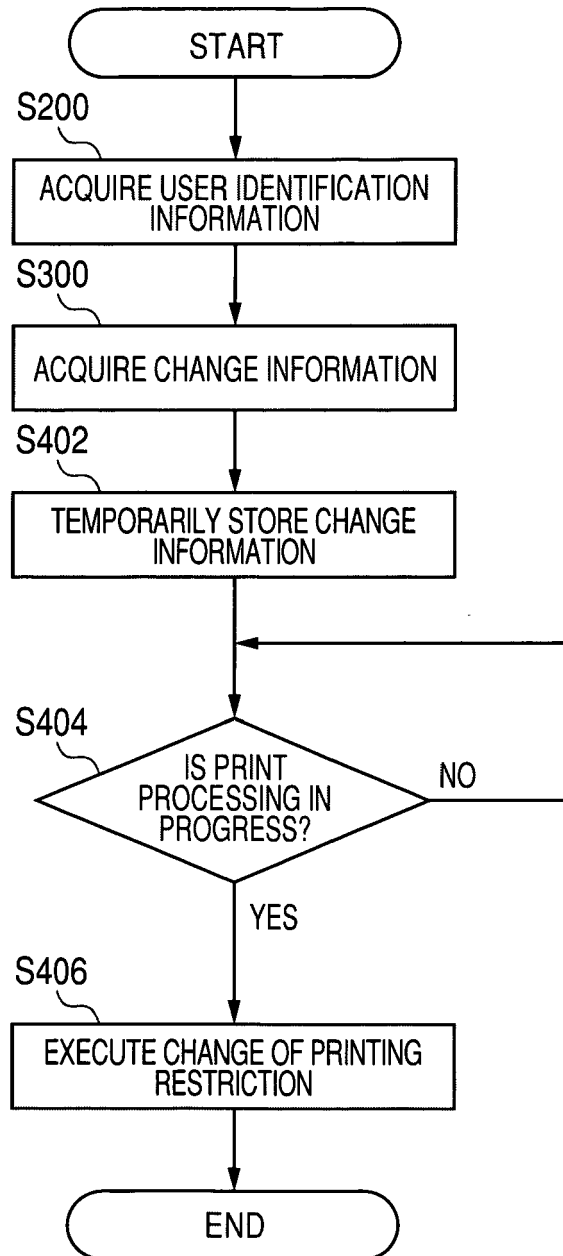 START
S200
ACQUIRE USER IDENTIFICATION
INFORMATION
S300
ACQUIRE CHANGE INFORMATION
S402
TEMPORARILY STORE CHANGE
INFORMATION
S404
IS PRINT
PROCESSING IN
PROGRESS?
NO
YES
S406
EXECUTE CHANGE OF PRINTING
RESTRICTION
END